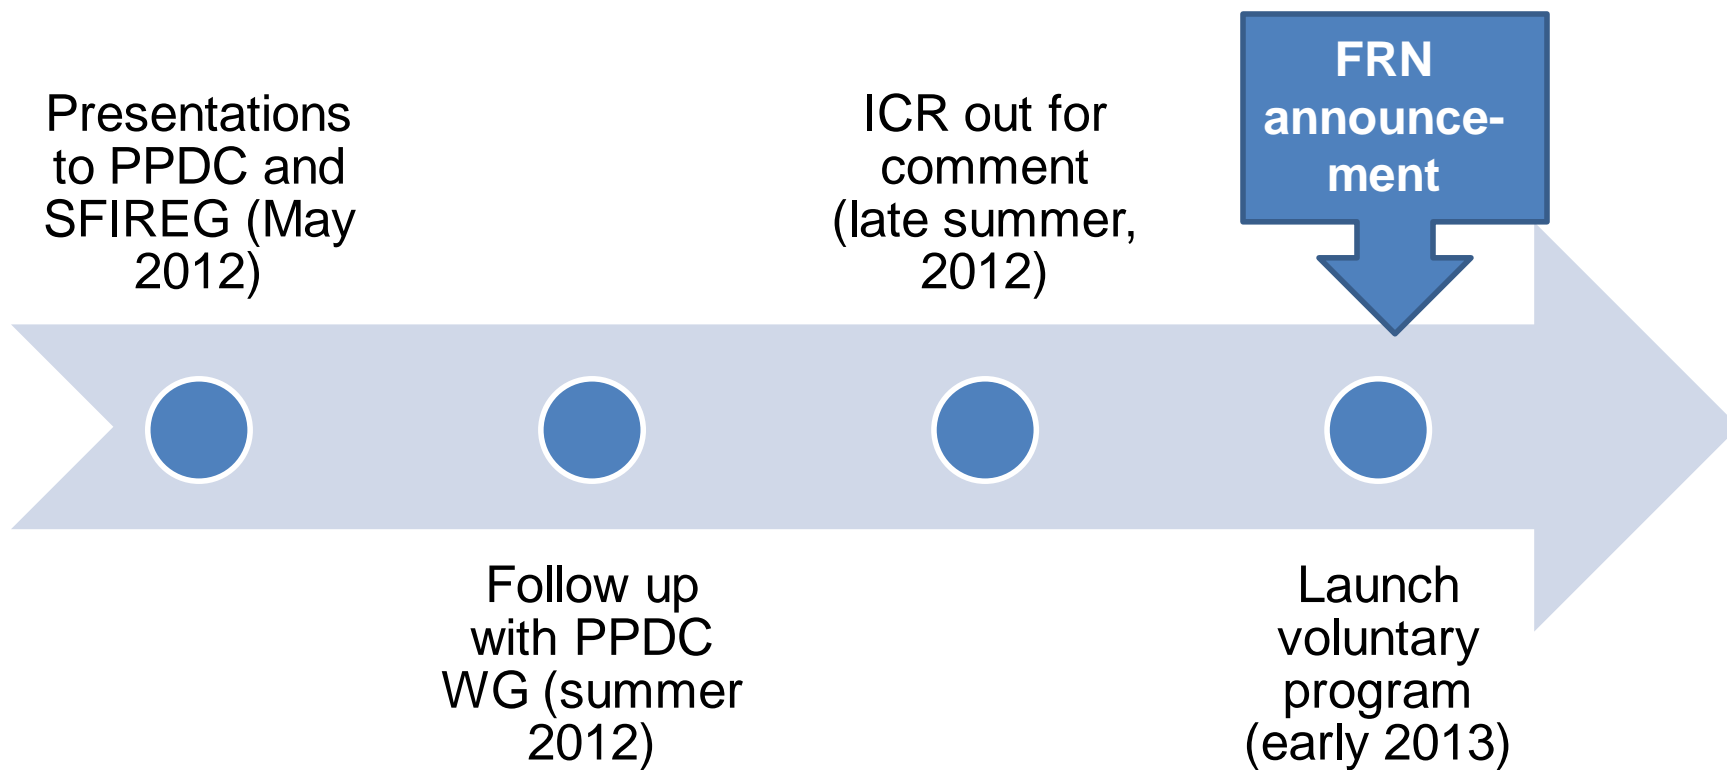 Presentations
to PPDC and
SFIREG (May
2012)
Follow up
with PPDC
WG (summer
2012)
ICR out for
comment
(late summer,
2012)
FRN
announce-
ment
Launch
voluntary
program
(early 2013)